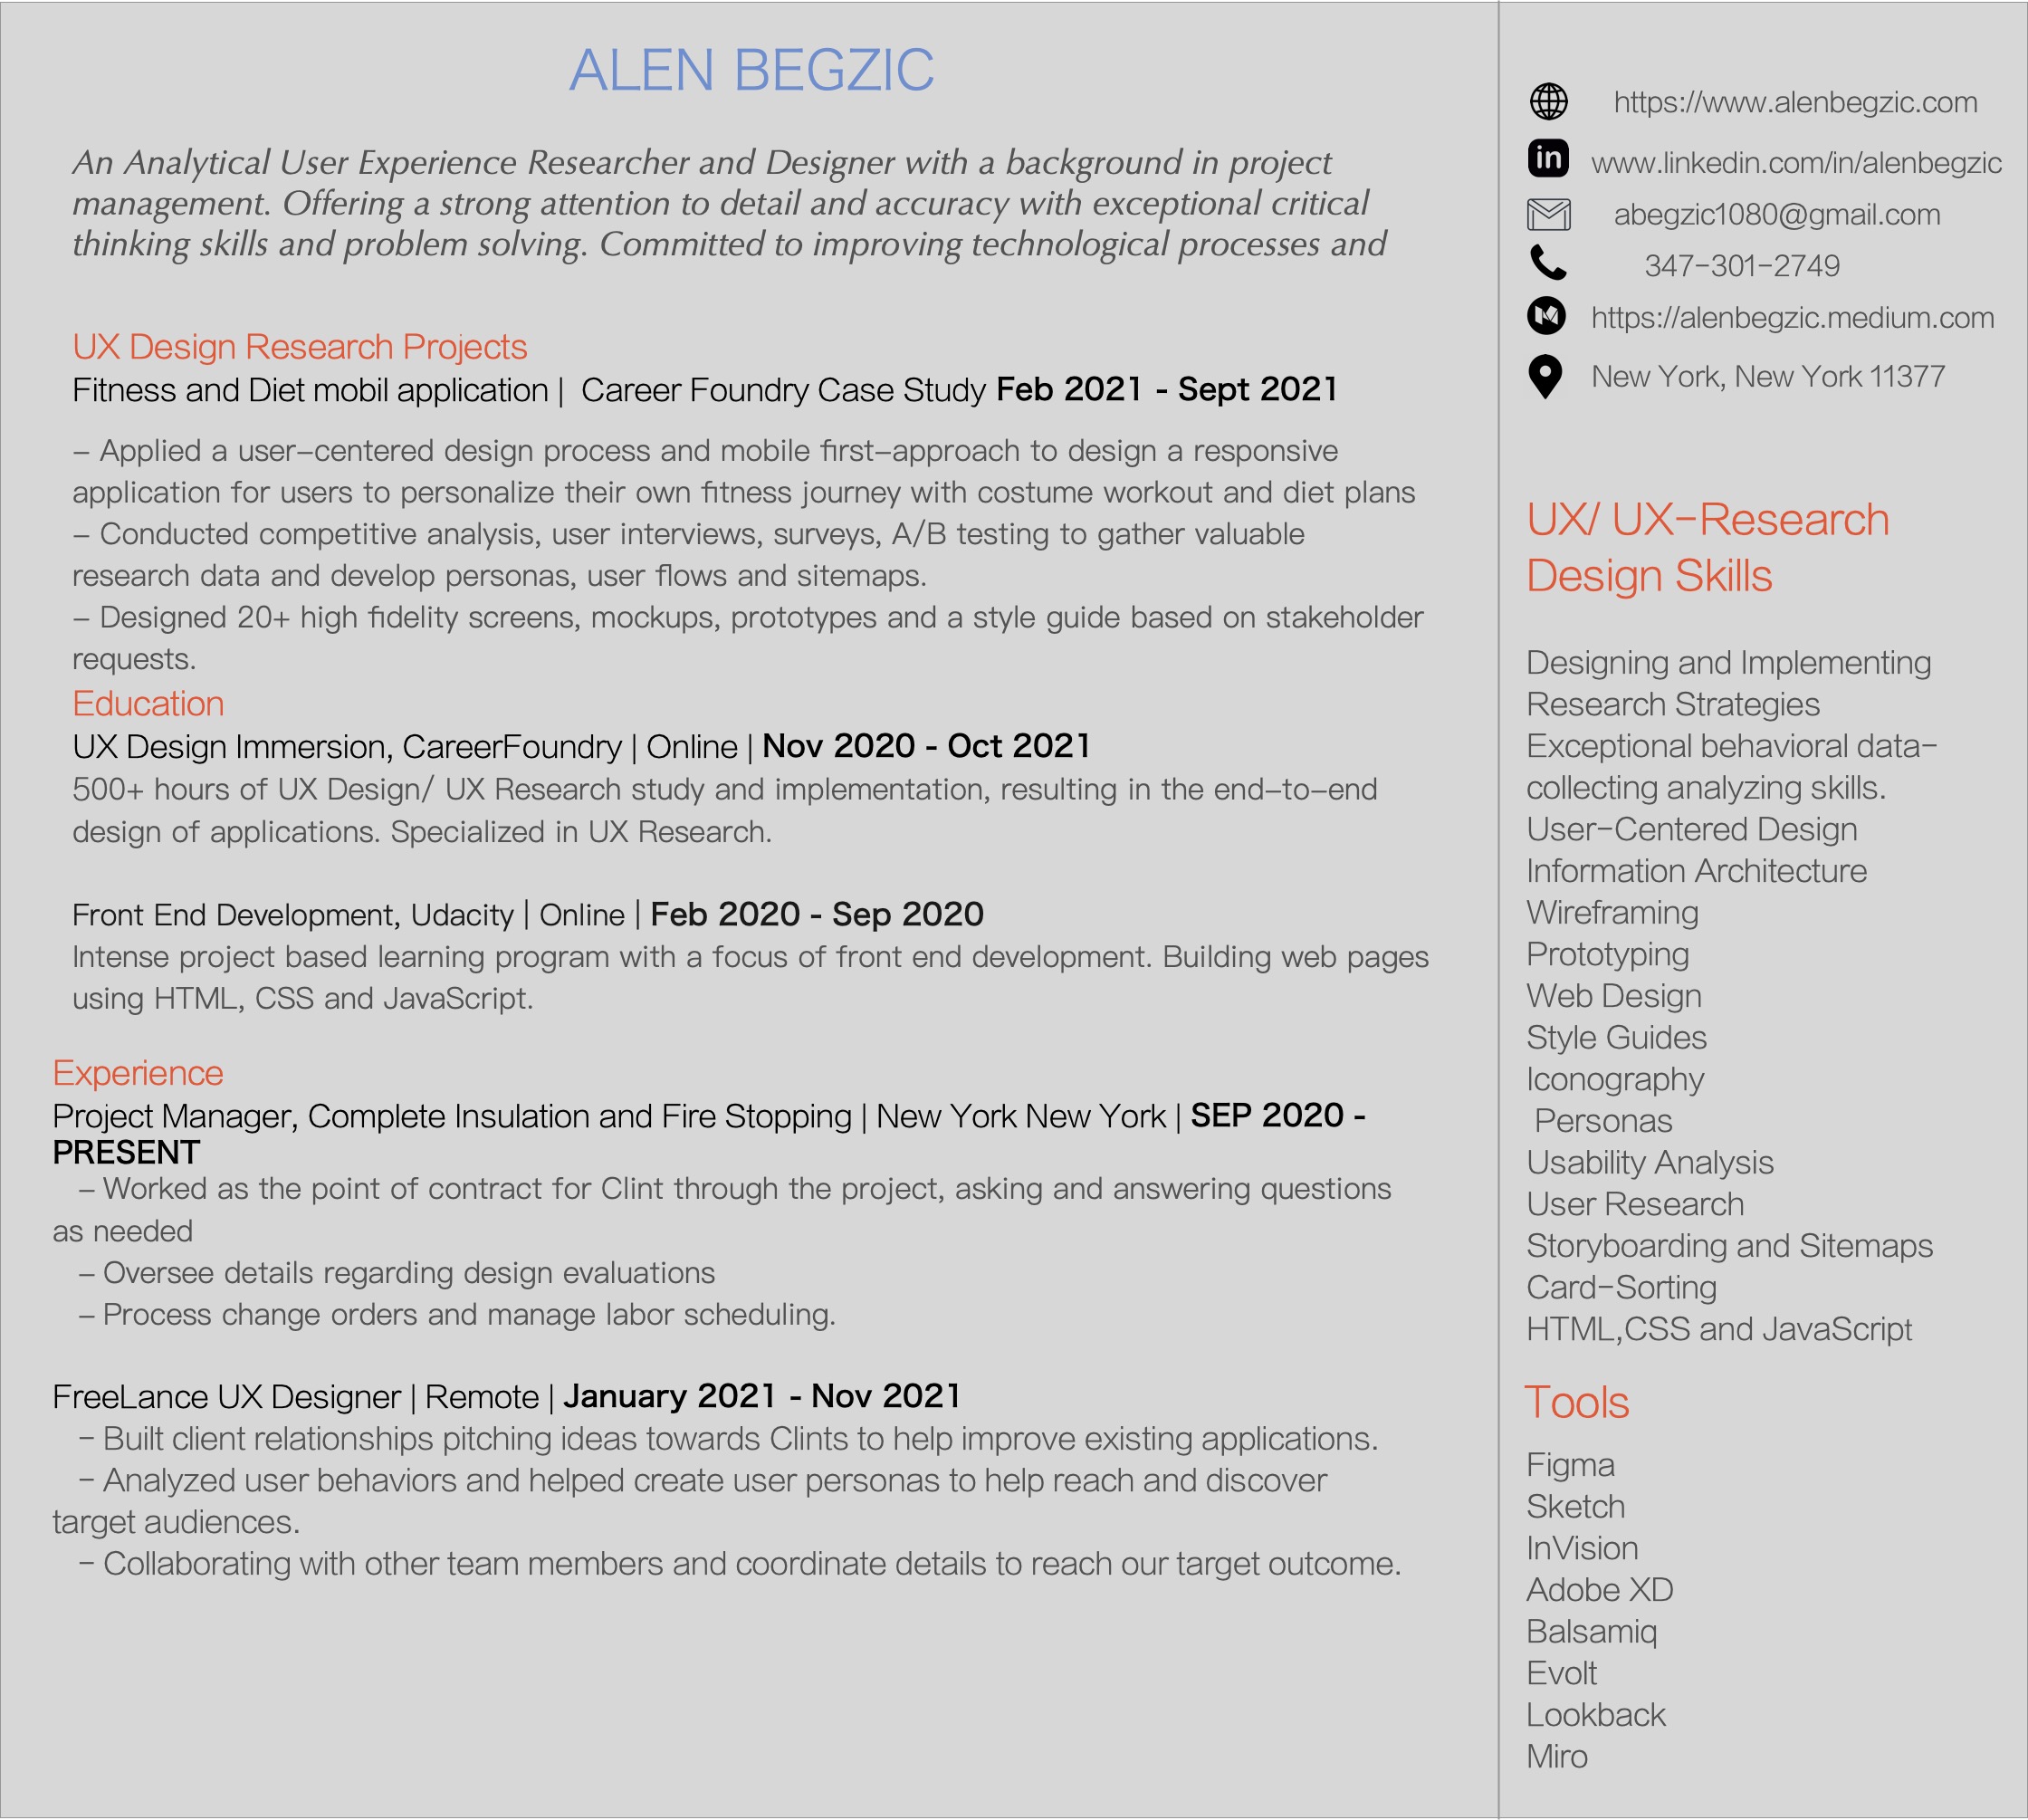 ALEN BEGZIC
An Analytical User Experience Researcher and Designer with a background in project
management. Offering a strong attention to detail and accuracy with exceptional critical
thinking skills and problem solving. Committed to improving technological processes and
UX Design Research Projects
Fitness and Diet mobil application | Career Foundry Case Study Feb 2021 - Sept 2021
- Applied a user-centered design process and mobile first-approach to design a responsive
application for users to personalize their own fitness journey with costume workout and diet plans
- Conducted competitive analysis, user interviews, surveys, A/B testing to gather valuable
research data and develop personas, user flows and sitemaps.
- Designed 20+ high fidelity screens, mockups, prototypes and a style guide based on stakeholder
requests.
Education
UX Design Immersion, CareerFoundry | Online | Nov 2020 - Oct 2021
500+ hours of UX Design/ UX Research study and implementation, resulting in the end-to-end
design of applications. Specialized in UX Research.
Front End Development, Udacity | Online | Feb 2020 - Sep 2020
Intense project based learning program with a focus of front end development. Building web pages
using HTML, CSS and JavaScript.
Experience
Project Manager, Complete Insulation and Fire Stopping | New York New York | SEP 2020 -
PRESENT
- Worked as the point of contract for Clint through the project, asking and answering questions
as needed
- Oversee details regarding design evaluations
- Process change orders and manage labor scheduling.
FreeLance UX Designer | Remote | January 2021 - Nov 2021
- Built client relationships pitching ideas towards Clints to help improve existing applications.
- Analyzed user behaviors and helped create user personas to help reach and discover
target audiences.
- Collaborating with other team members and coordinate details to reach our target outcome.
https://www.alenbegzic.com
in www.linkedin.com/in/alenbegzic
abegzic1080@gmail.com
347-301-2749
https://alenbegzic.medium.com
New York, New York 11377
UX/ UX-Research
Design Skills
Designing and Implementing
Research Strategies
Exceptional behavioral data-
collecting analyzing skills.
User-Centered Design
Information Architecture
Wireframing
Prototyping
Web Design
Style Guides
Iconography
Personas
Usability Analysis
User Research
Storyboarding and Sitemaps
Card-Sorting
HTML,CSS and JavaScript
Tools
Figma
Sketch
InVision
Adobe XD
Balsamiq
Evolt
Lookback
Miro